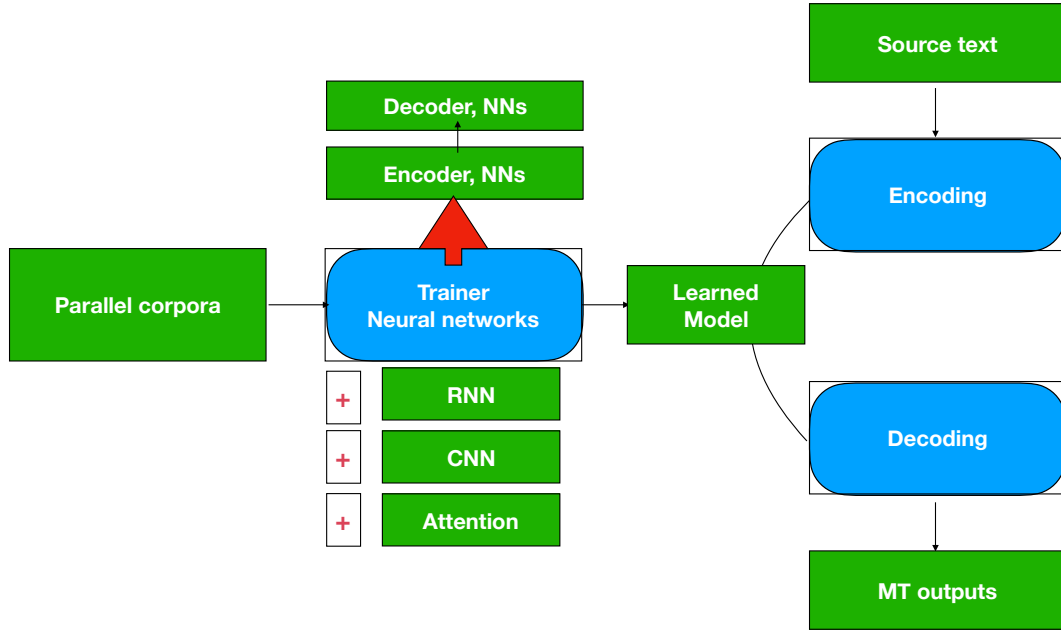 Source text
Decoder, NNs
Encoder, NNs
Encoding
Parallel corpora
Trainer
Neural networks
Learned
Model
+ RNN
+ CNN
+ Attention
Decoding
MT outputs